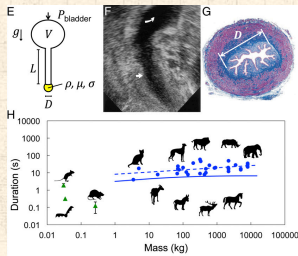 E
P bladder
g
V
L
ρ, μ, σ
D
F
G
D
H
Duration (s)
10000
1000
100
10
1
0.1
0.01
0.01
0.1
1
10
100
1000
10000
100000
Mass (kg)